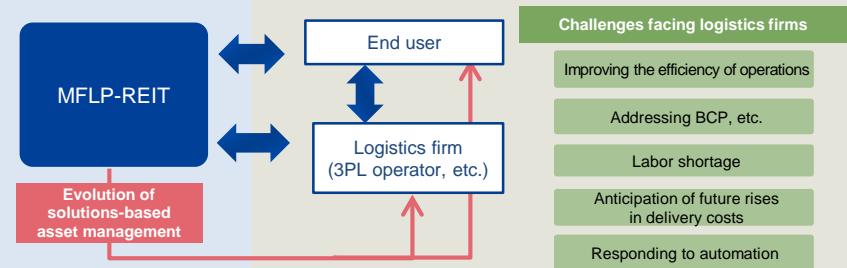 MFLP-REIT
Evolution of
solutions-based
asset management
End user
Logistics firm
(3PL operator, etc.)
Challenges facing logistics firms
Improving the efficiency of operations
Addressing BCP, etc.
Labor shortage
Anticipation of future rises
in delivery costs
Responding to automation